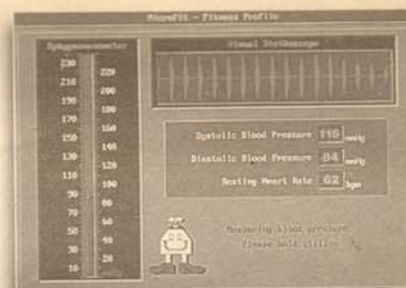 MicroFit - Fitness Profile
Sphygmomanometer
Visual Stethoscope
230
220
210
200
190
180
170
160
150
140
130
120
110
100
90
80
70
60
50
40
30
20
10
Systolic Blood Pressure 116 mmHg
Diastolic Blood Pressure 84 mmHg
Resting Heart Rate 62 bpm
Measuring blood pressure
Please hold still